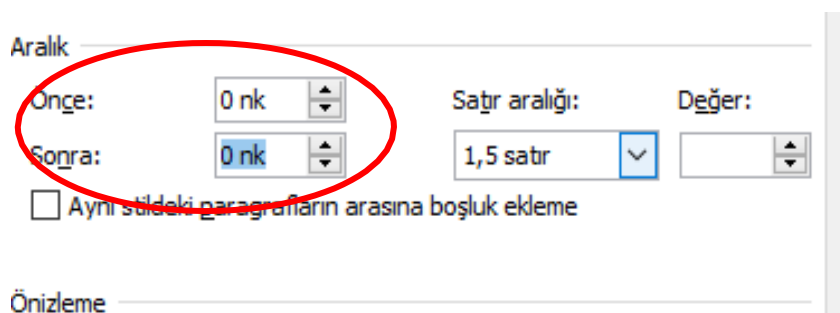 Aralık
Önçe: 0 nk Satır aralığı: Değer:
Sonra: 0 nk 1,5 satır
Aynı stildeki paragrafların arasına boşluk ekleme
Önizleme